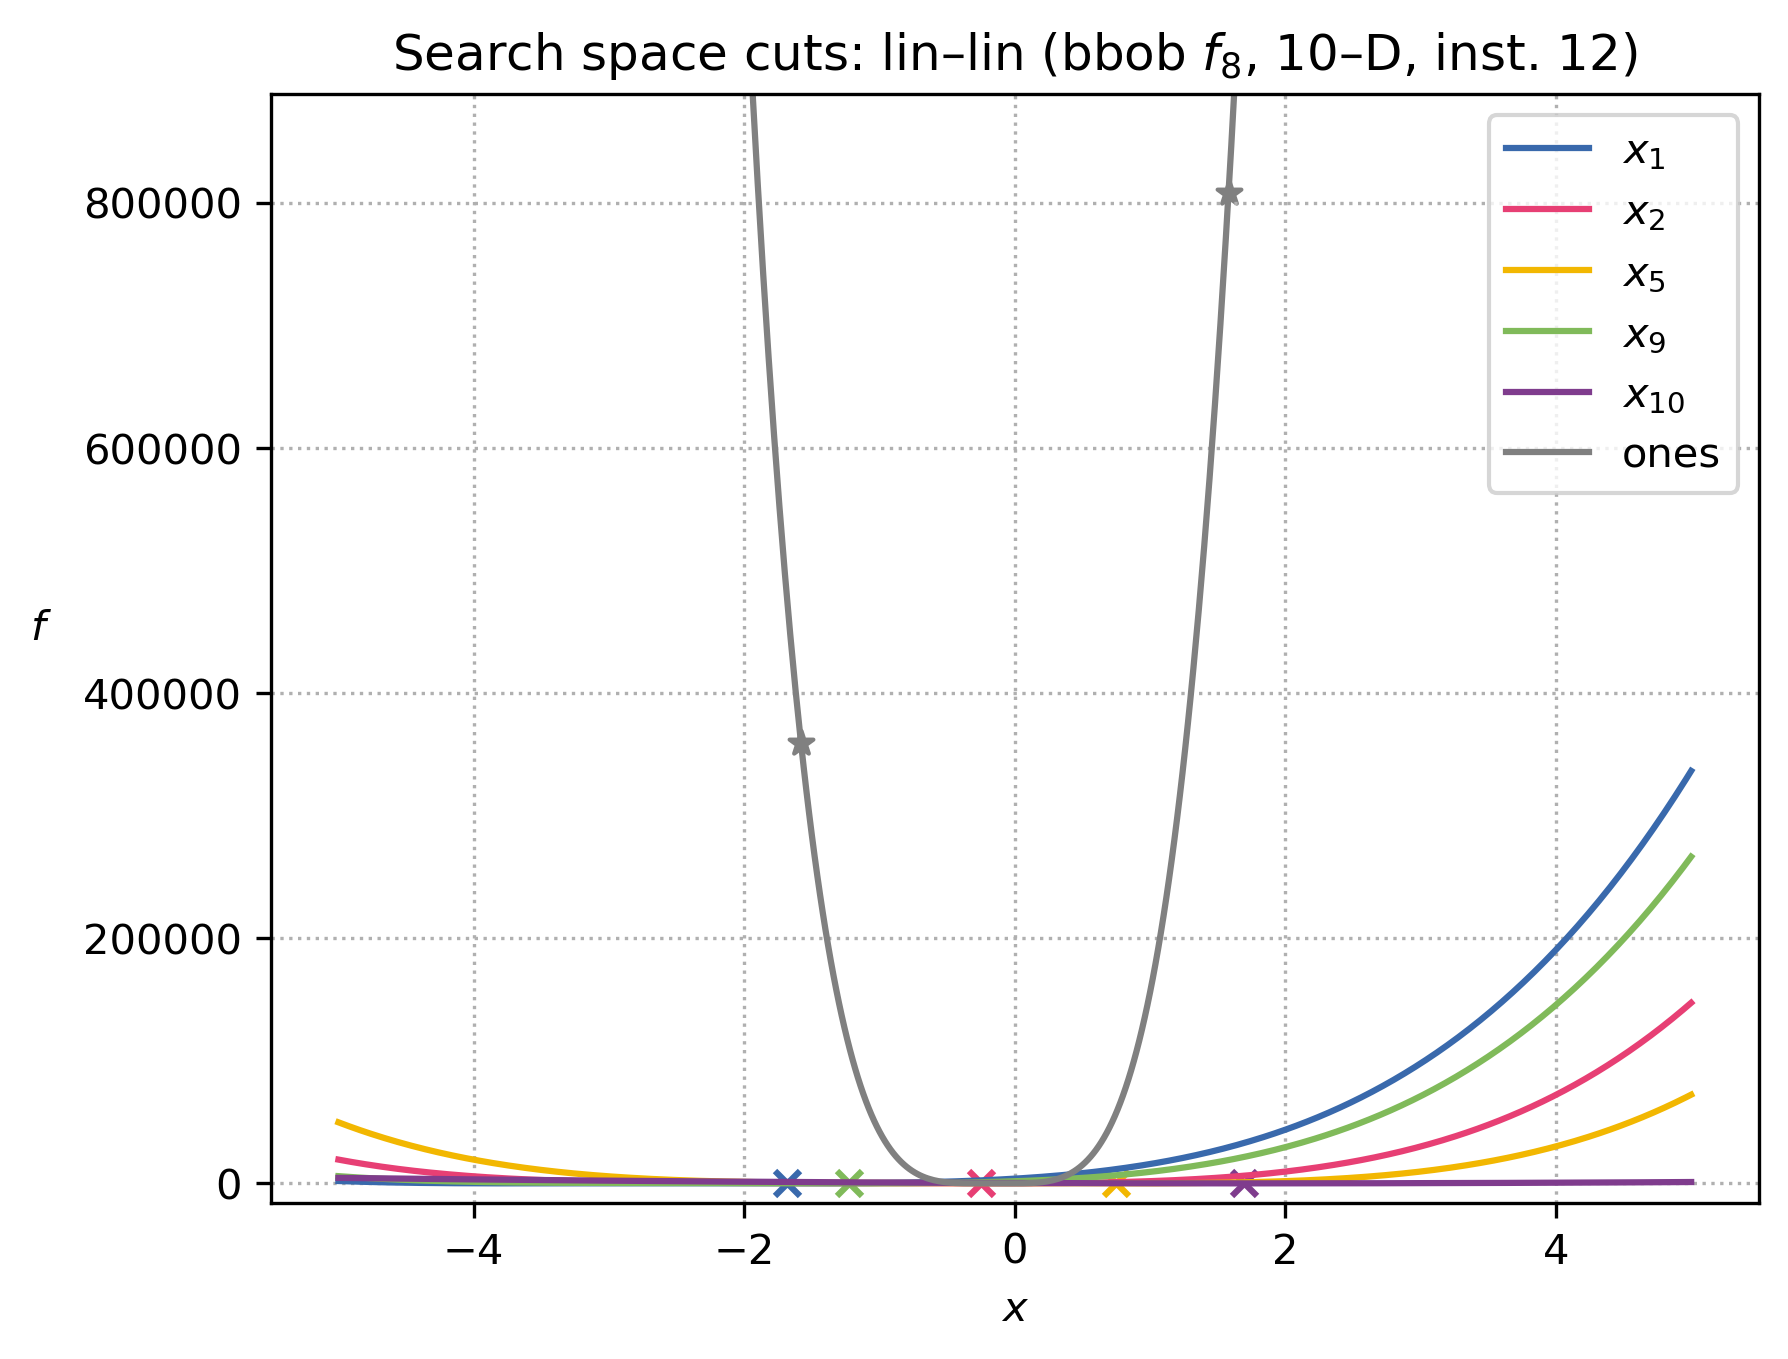 Search space cuts: lin–lin (bbob f₈, 10–D, inst. 12)
800000
600000
400000
200000
0
f
−4
−2
0
2
4
x
x₁
x₂
x₅
x₉
x₁₀
ones